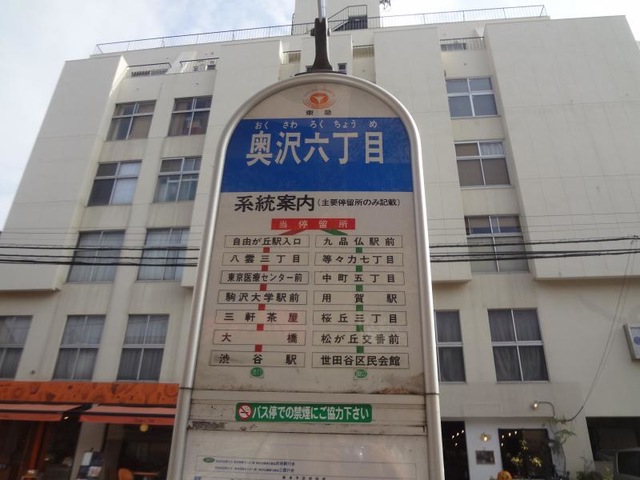 東急
おくさわろくちょうめ
奥沢六丁目
系統案内(主要停留所のみ記載)
当停留所
自由が丘駅入口 九品仏駅前
八雲三丁目 等々力七丁目
東京医療センター前 中町五丁目
駒沢大学駅前 用賀駅
三軒茶屋 桜丘三丁目
大橋 松が丘交番前
渋谷駅 世田谷区民会館
バス停での禁煙にご協力下さい